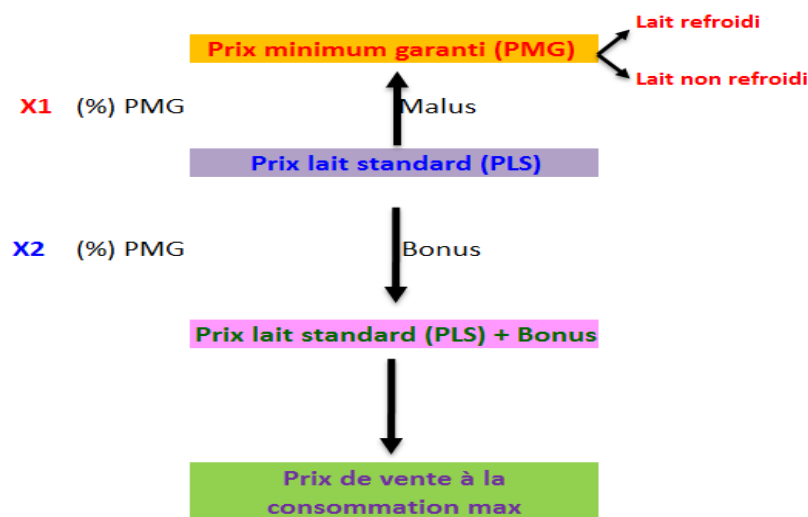 Lait refroidi
Prix minimum garanti (PMG)
Lait non refroidi
X1 (%) PMG Malus
Prix lait standard (PLS)
X2 (%) PMG Bonus
Prix lait standard (PLS) + Bonus
Prix de vente à la
consommation max